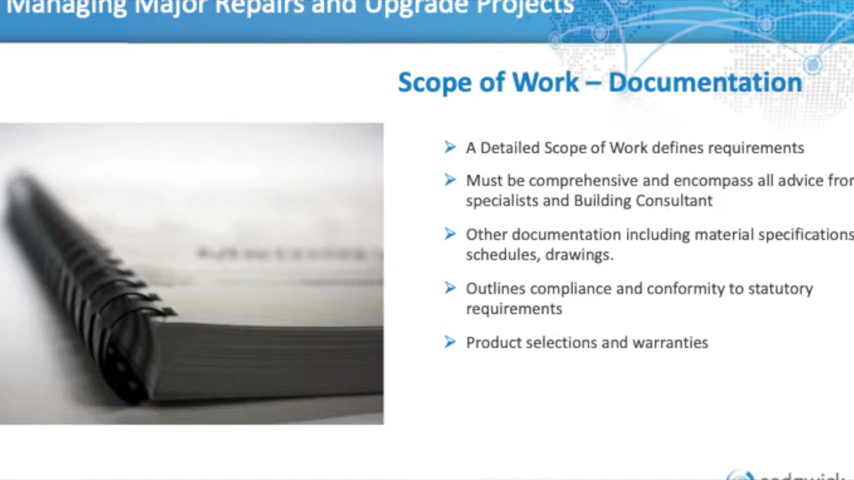 Managing Major Repairs and Upgrade Projects
Scope of Work – Documentation
A Detailed Scope of Work defines requirements
Must be comprehensive and encompass all advice from
specialists and Building Consultant
Other documentation including material specifications
schedules, drawings.
Outlines compliance and conformity to statutory
requirements
Product selections and warranties
sedgwick